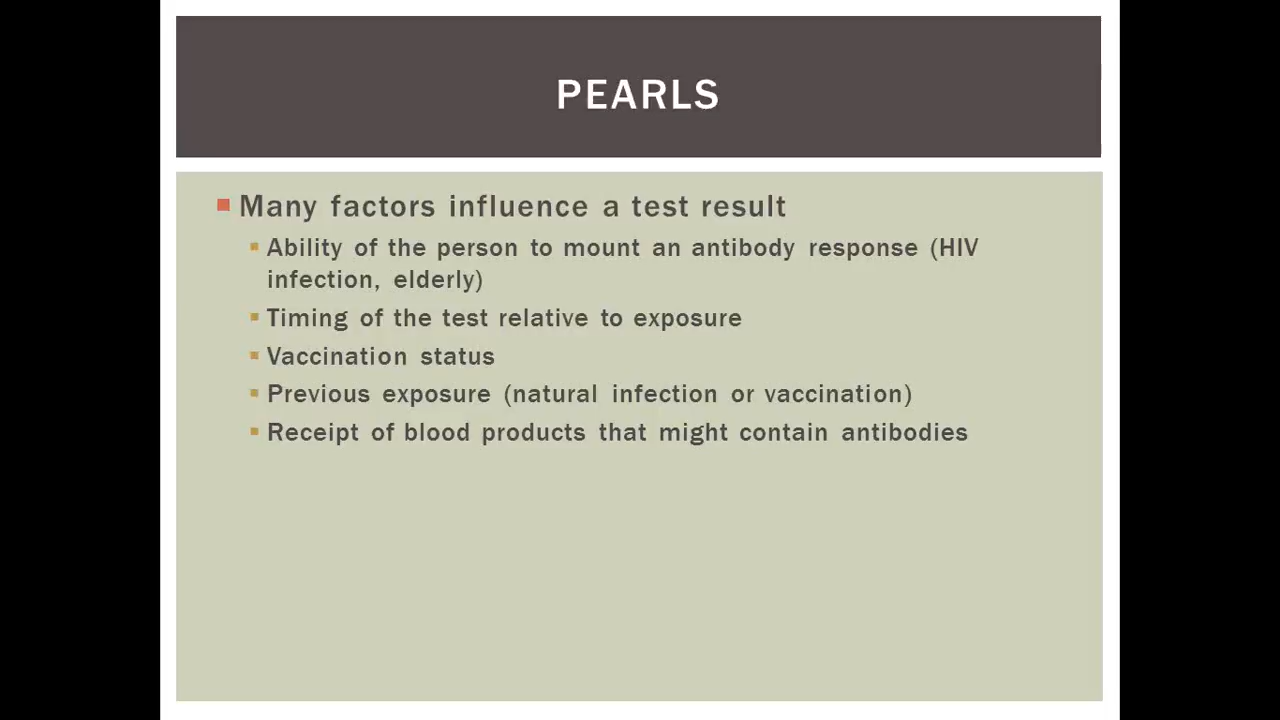 PEARLS
Many factors influence a test result
Ability of the person to mount an antibody response (HIV
infection, elderly)
Timing of the test relative to exposure
Vaccination status
Previous exposure (natural infection or vaccination)
Receipt of blood products that might contain antibodies